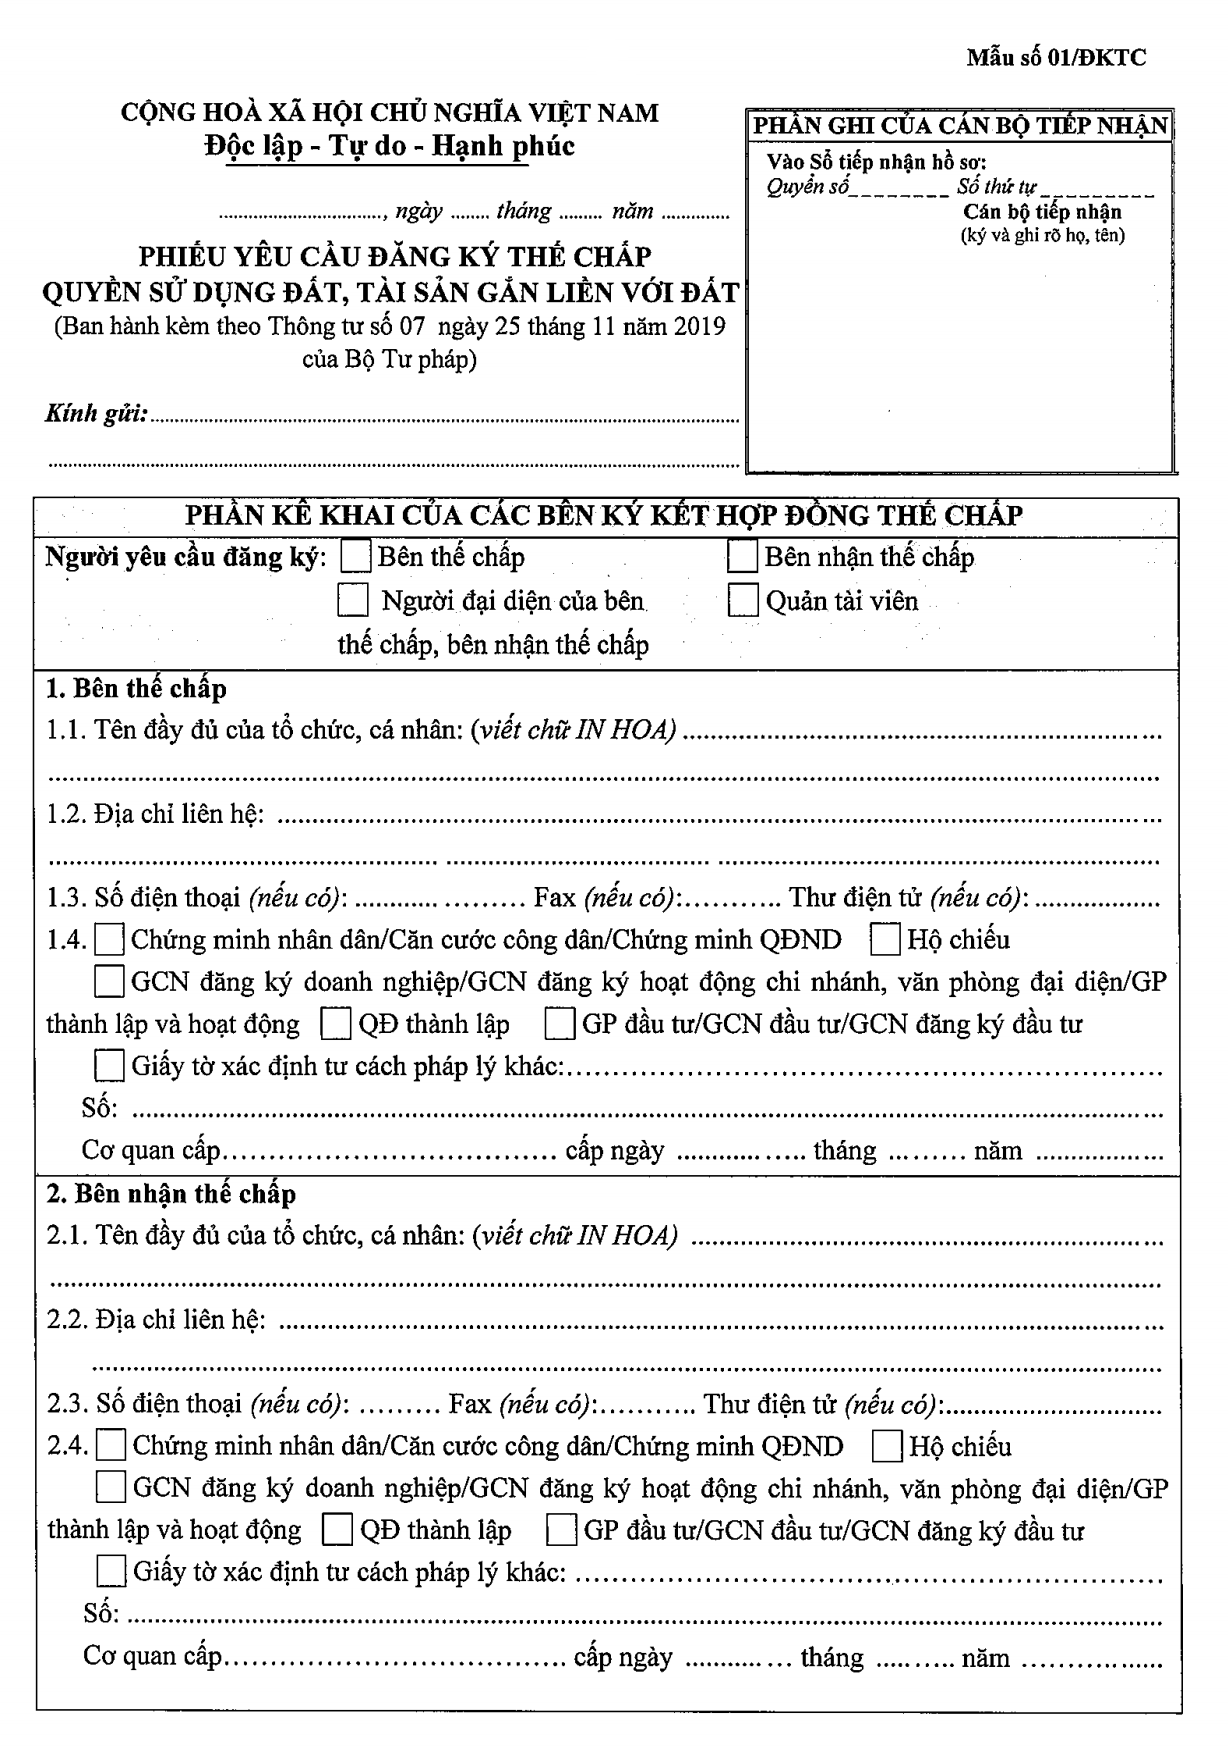 Mẫu số 01/ĐKTC
CỘNG HOÀ XÃ HỘI CHỦ NGHĨA VIỆT NAM
Độc lập - Tự do - Hạnh phúc
................................., ngày ........ tháng ......... năm ..............
PHIẾU YÊU CẦU ĐĂNG KÝ THẾ CHẤP
QUYỀN SỬ DỤNG ĐẤT, TÀI SẢN GẮN LIỀN VỚI ĐẤT
(Ban hành kèm theo Thông tư số 07 ngày 25 tháng 11 năm 2019
của Bộ Tư pháp)
Kính gửi:..............................
..............................
PHẦN GHI CỦA CÁN BỘ TIẾP NHẬN
Vào Sổ tiếp nhận hồ sơ:
Quyển số________ Số thứ tự_________
Cán bộ tiếp nhận
(ký và ghi rõ họ, tên)
PHẦN KÊ KHAI CỦA CÁC BÊN KÝ KẾT HỢP ĐỒNG THẾ CHẤP
Người yêu cầu đăng ký: Bên thế chấp Bên nhận thế chấp
Người đại diện của bên Quản tài viên
thế chấp, bên nhận thế chấp
1. Bên thế chấp
1.1. Tên đầy đủ của tổ chức, cá nhân: (viết chữ IN HOA) ..............................
..............................
1.2. Địa chỉ liên hệ: ..............................
..............................
1.3. Số điện thoại (nếu có): .............. ......... Fax (nếu có):........... Thư điện tử (nếu có): ..................
1.4. Chứng minh nhân dân/Căn cước công dân/Chứng minh QĐND Hộ chiếu
GCN đăng ký doanh nghiệp/GCN đăng ký hoạt động chi nhánh, văn phòng đại diện/GP
thành lập và hoạt động QĐ thành lập GP đầu tư/GCN đầu tư/GCN đăng ký đầu tư
Giấy tờ xác định tư cách pháp lý khác:..............................
Số: ..............................
Cơ quan cấp.............................. cấp ngày .................. tháng ......... năm ..................
2. Bên nhận thế chấp
2.1. Tên đầy đủ của tổ chức, cá nhân: (viết chữ IN HOA) ..............................
..............................
2.2. Địa chỉ liên hệ: ..............................
..............................
2.3. Số điện thoại (nếu có): ......... Fax (nếu có):........... Thư điện tử (nếu có):..............................
2.4. Chứng minh nhân dân/Căn cước công dân/Chứng minh QĐND Hộ chiếu
GCN đăng ký doanh nghiệp/GCN đăng ký hoạt động chi nhánh, văn phòng đại diện/GP
thành lập và hoạt động QĐ thành lập GP đầu tư/GCN đầu tư/GCN đăng ký đầu tư
Giấy tờ xác định tư cách pháp lý khác: ..............................
Số: ..............................
Cơ quan cấp.............................. cấp ngày .............. tháng ......... năm ................